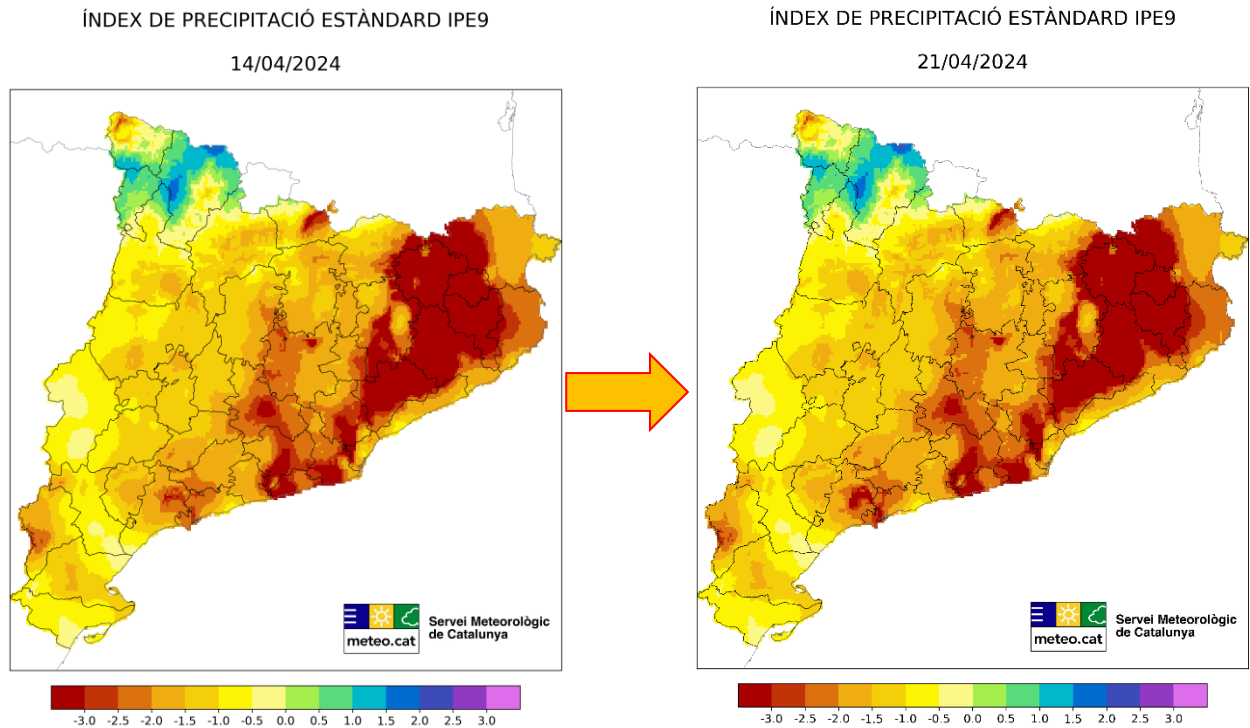 ÍNDEX DE PRECIPITACIÓ ESTÀNDARD IPE9
14/04/2024
meteo.cat
Servei Meteorològic
de Catalunya
-3.0 -2.5 -2.0 -1.5 -1.0 -0.5 0.0 0.5 1.0 1.5 2.0 2.5 3.0
ÍNDEX DE PRECIPITACIÓ ESTÀNDARD IPE9
21/04/2024
meteo.cat
Servei Meteorològic
de Catalunya
-3.0 -2.5 -2.0 -1.5 -1.0 -0.5 0.0 0.5 1.0 1.5 2.0 2.5 3.0